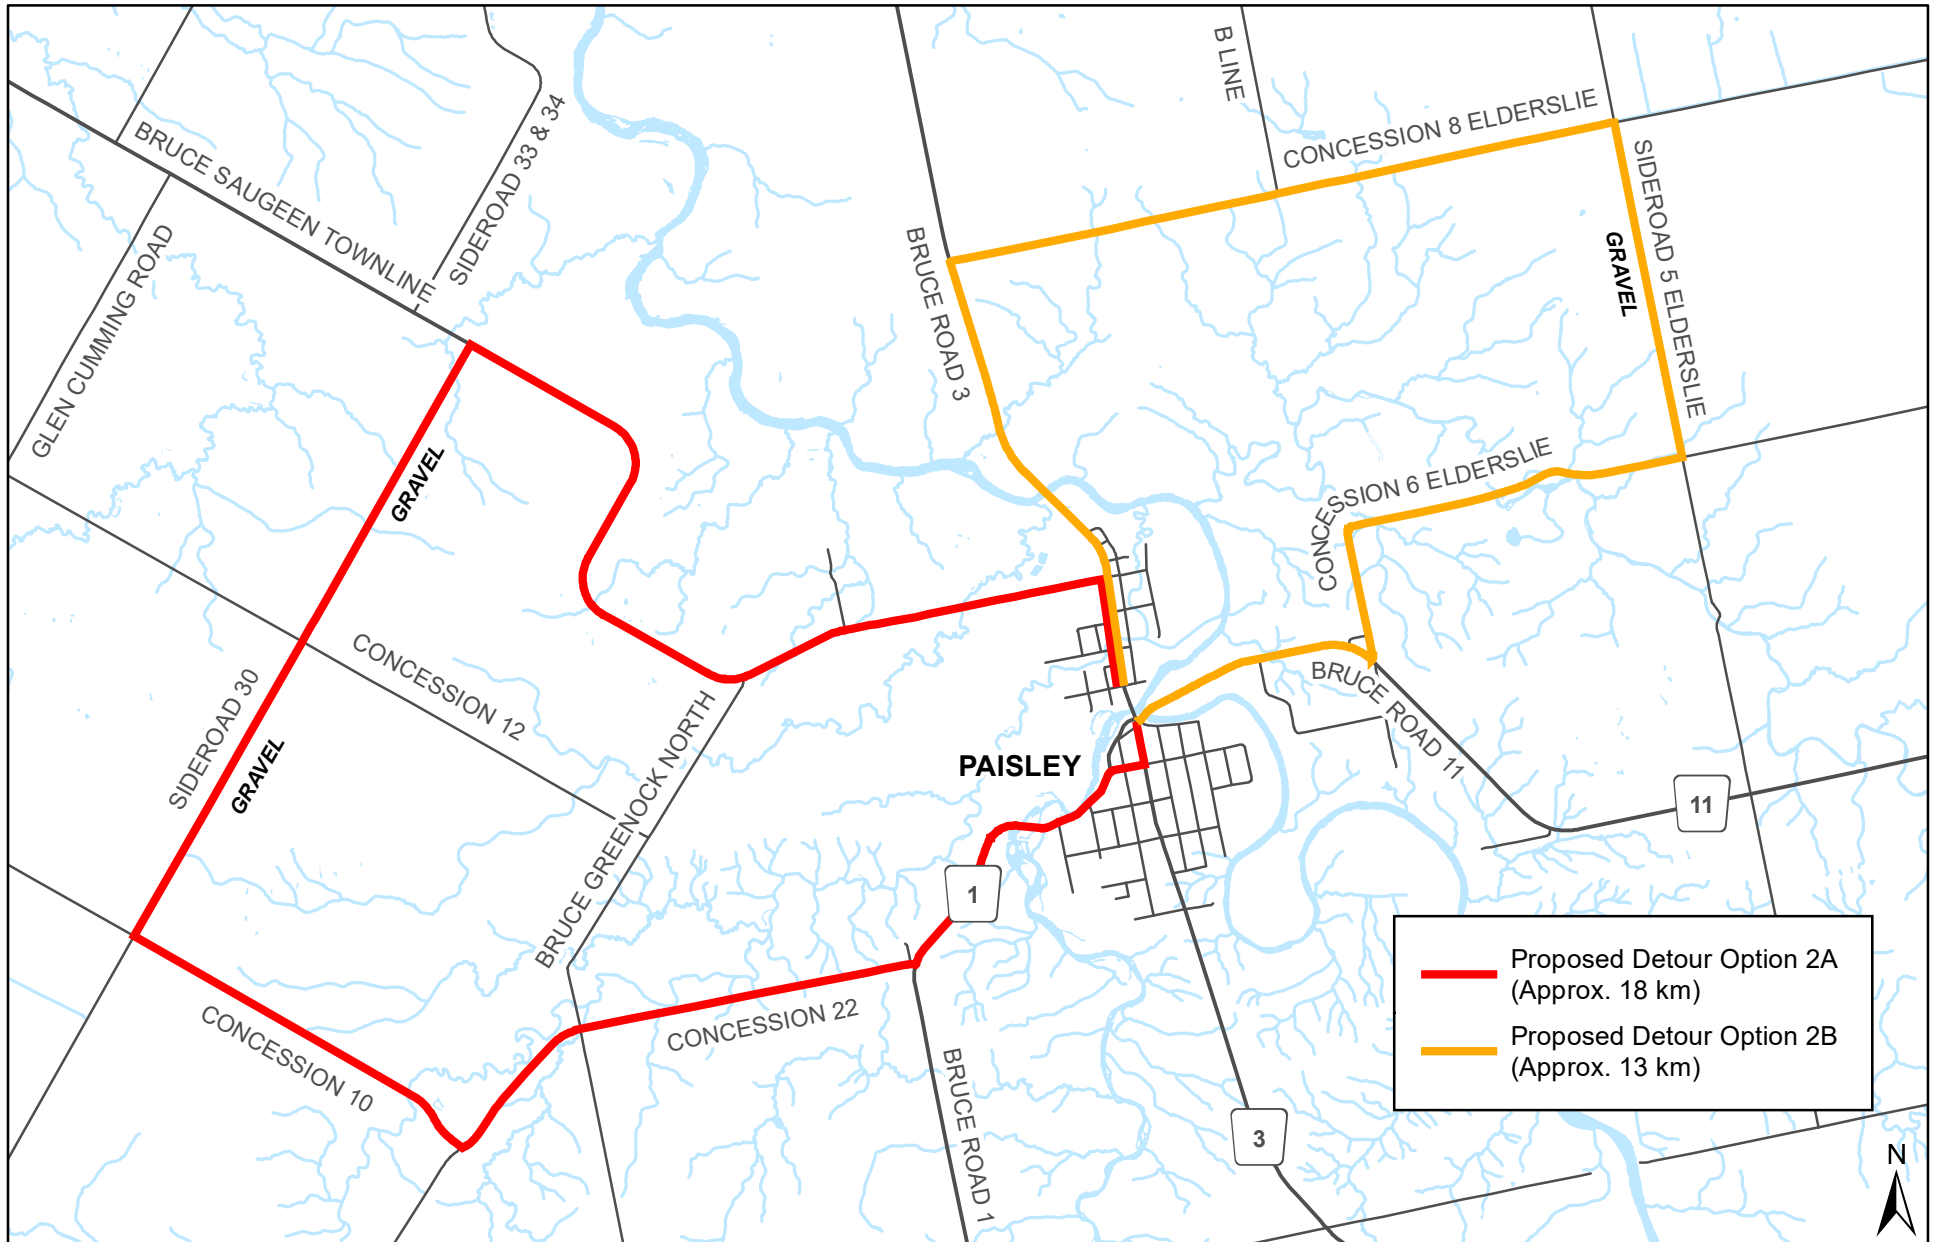 B LINE
CONCESSION 8 ELDERSLIE
SIDEROAD 33 & 34
BRUCE SAUGEEN TOWNLINE
SIDEROAD 5 ELDERSLIE
GRAVEL
GLEN CUMMING ROAD
BRUCE ROAD 3
GRAVEL
CONCESSION 6 ELDERSLIE
CONCESSION 12
SIDEROAD 30
GRAVEL
BRUCE ROAD 11
BRUCE GREENOCK NORTH
PAISLEY
11
1
CONCESSION 22
CONCESSION 10
BRUCE ROAD 1
3
Proposed Detour Option 2A
(Approx. 18 km)
Proposed Detour Option 2B
(Approx. 13 km)
N